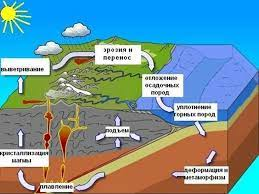 эрозия и
перенос
выветривание
отложение
осадочных
пород
уплотнение
горных пород
подъем
кристаллизация
магмы
плавление
деформация и
метаморфизм